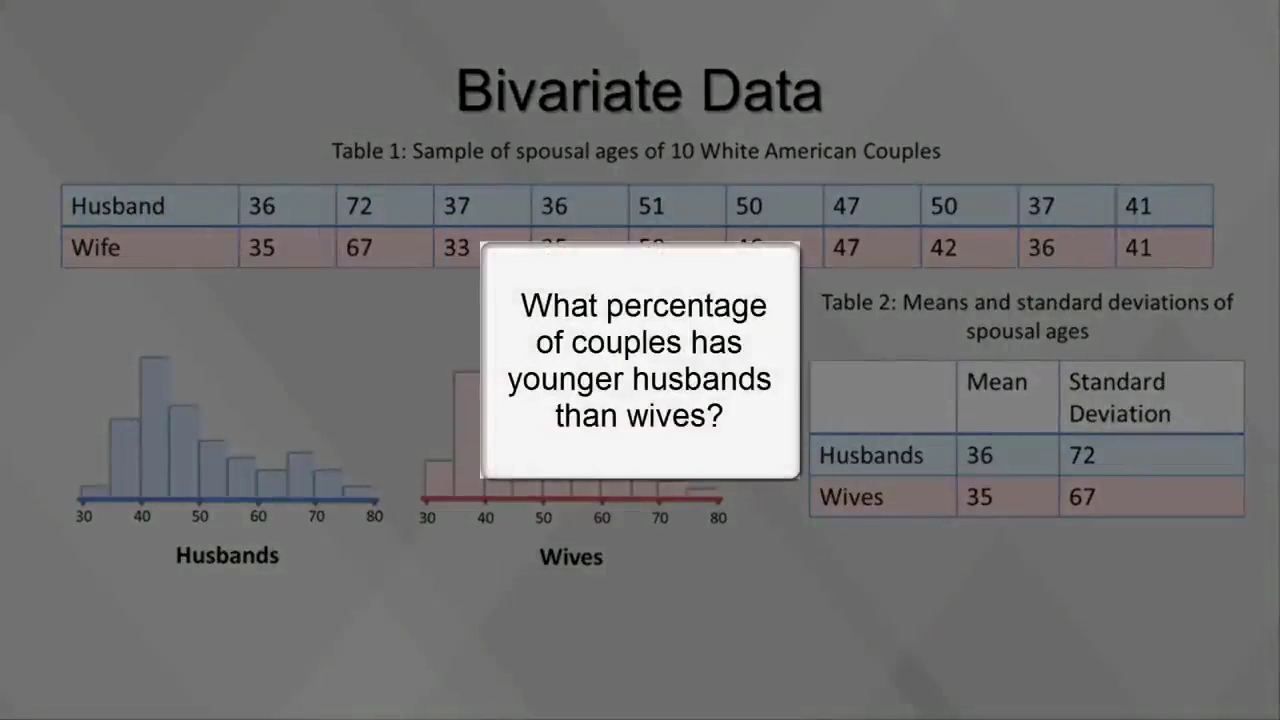 Bivariate Data
Table 1: Sample of spousal ages of 10 White American Couples
Husband 36 72 37 36 51 50 47 50 37 41
Wife 35 67 33 47 42 36 41
What percentage
of couples has
younger husbands
than wives?
Table 2: Means and standard deviations of
spousal ages
Mean Standard
Deviation
Husbands 36 72
Wives 35 67
30 40 50 60 70 80
Husbands
30 40 50 60 70 80
Wives